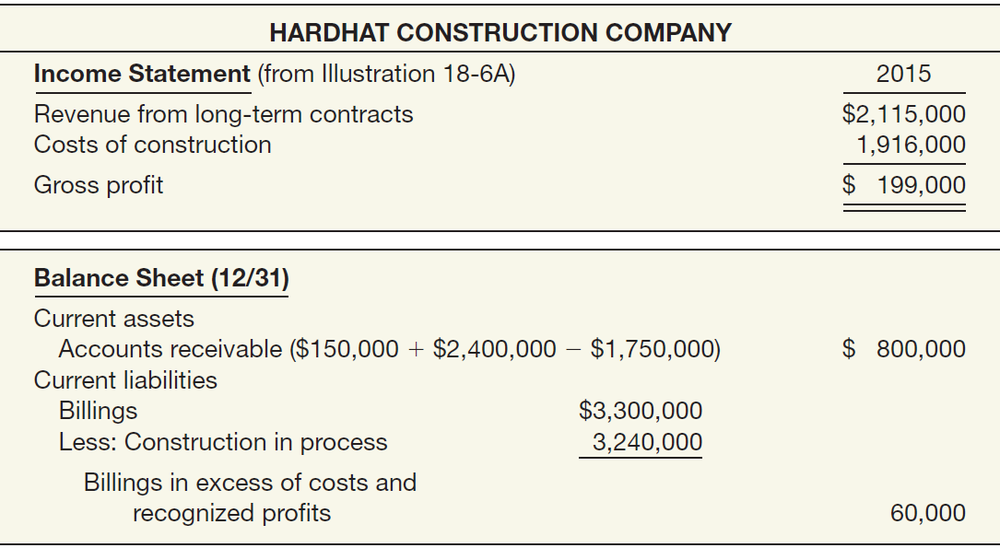 HARDHAT CONSTRUCTION COMPANY
Income Statement (from Illustration 18-6A) 2015
Revenue from long-term contracts $2,115,000
Costs of construction 1,916,000
Gross profit $ 199,000
Balance Sheet (12/31)
Current assets
Accounts receivable ($150,000 + $2,400,000 − $1,750,000) $ 800,000
Current liabilities
Billings $3,300,000
Less: Construction in process 3,240,000
Billings in excess of costs and
recognized profits 60,000